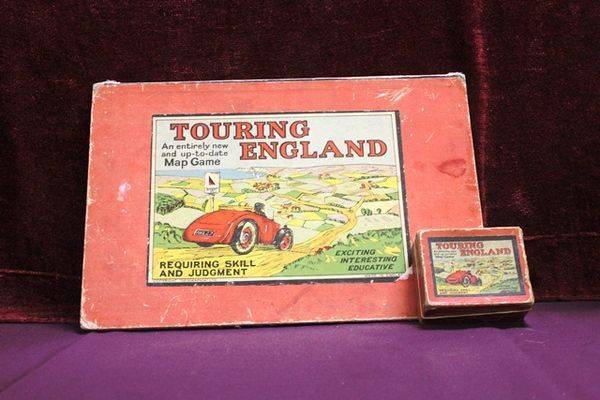 TOURING
ENGLAND
An entirely new
and up-to-date
Map Game
REQUIRING SKILL
AND JUDGMENT
EXCITING
INTERESTING
EDUCATIVE
TOURING
ENGLAND